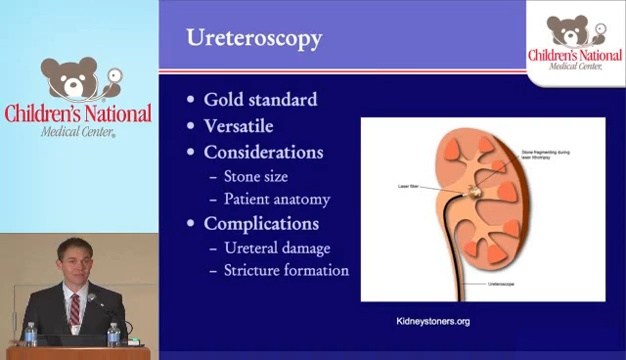 Children's National
Medical Center®
Ureteroscopy
Children's National
Medical Center.
• Gold standard
• Versatile
• Considerations
– Stone size
– Patient anatomy
• Complications
– Ureteral damage
– Stricture formation
Stone fragmenting during
laser lithotripsy
Laser fiber
Ureteroscope
Kidneystoners.org